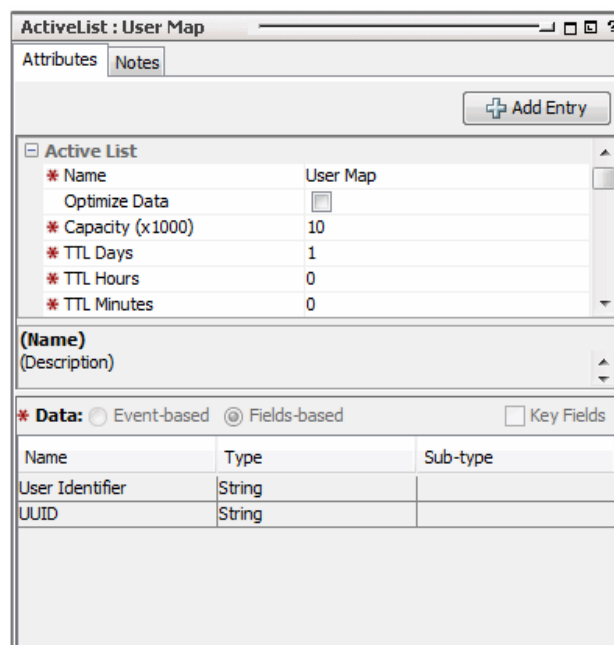 ActiveList : User Map
Attributes Notes
Add Entry
Active List
* Name User Map
Optimize Data
* Capacity (x1000) 10
* TTL Days 1
* TTL Hours 0
* TTL Minutes 0
(Name)
(Description)
* Data: Event-based Fields-based Key Fields
Name Type Sub-type
User Identifier String
UUID String